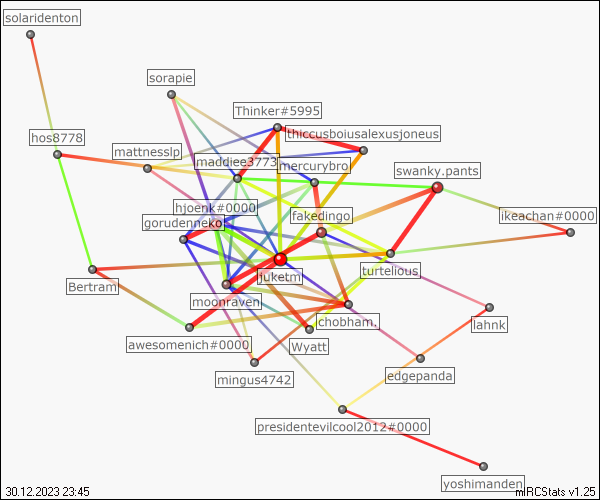 solaridenton
sorapie
Thinker#5995
thiccusboiusalexusjoneus
hos8778
mattnesslp
maddiee3773
mercurybro
swanky.pants
hjoerk#0000
gorudenneko
fakedingo
ikeachan#0000
juketm
turtelious
Bertram
moonraven
chobham.
lahnk
awesomenich#0000
Wyatt
mingus4742
edgepanda
presidentevilcool2012#0000
yoshimanden
30.12.2023 23:45
mIRCStats v1.25